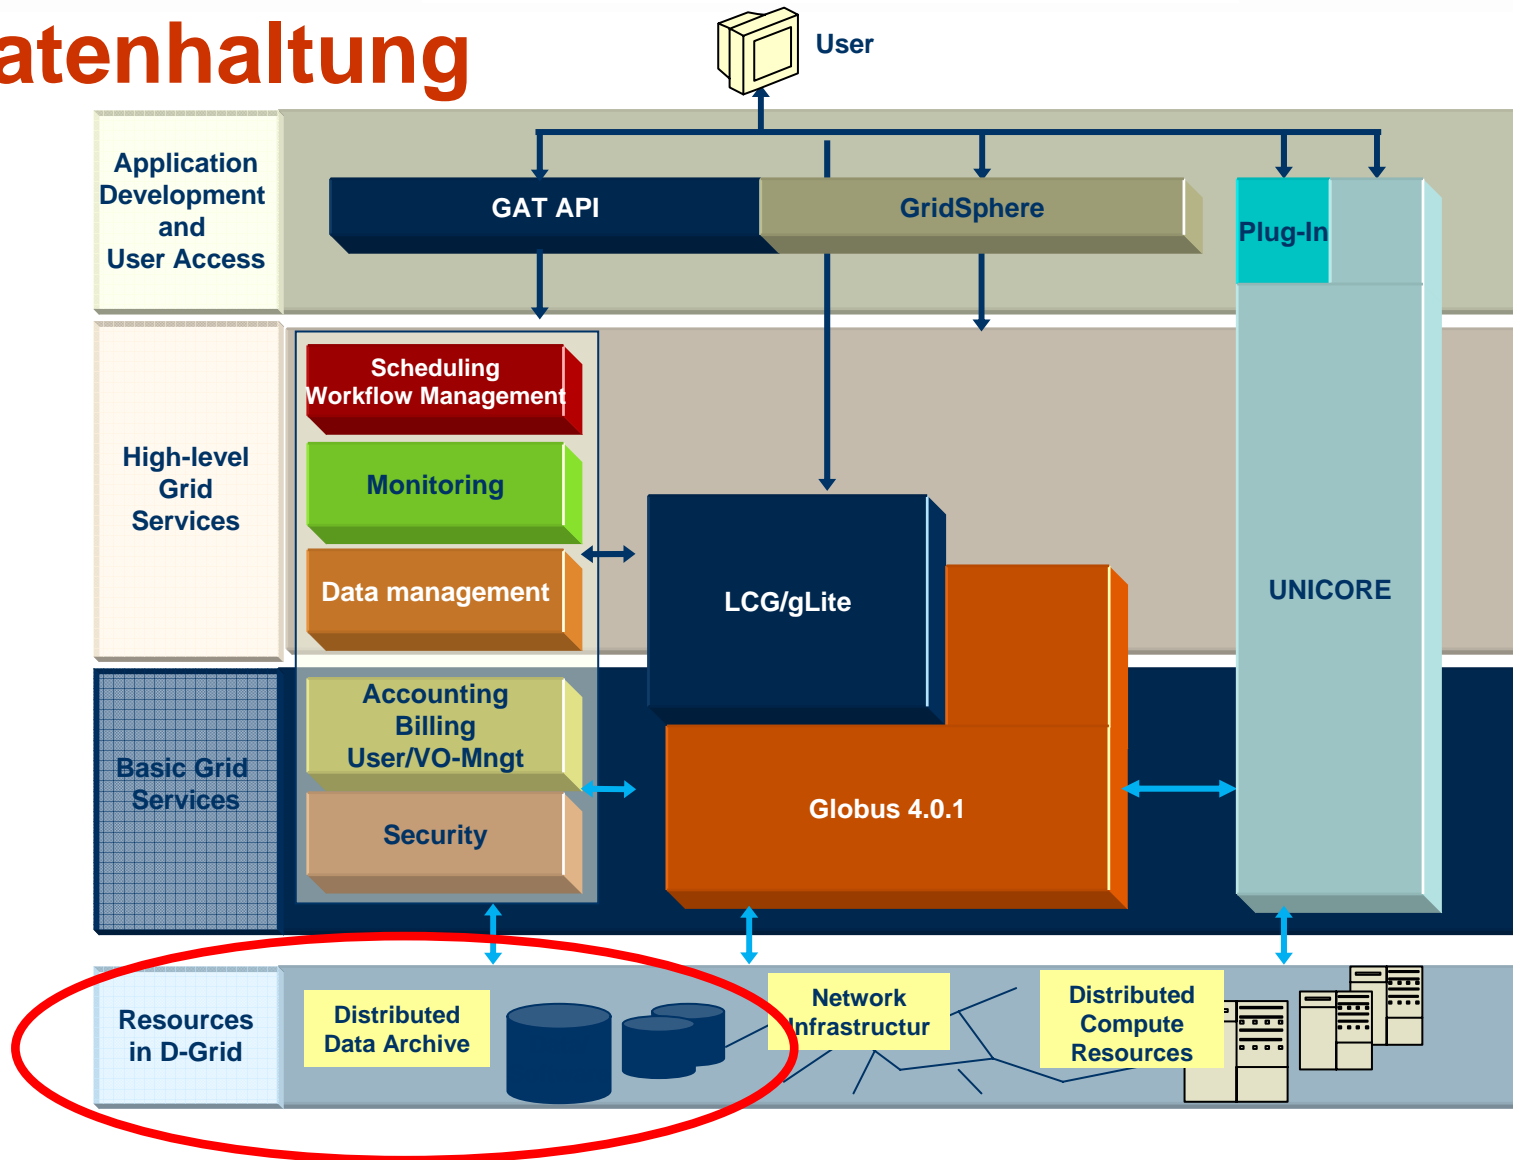 atenhaltung
User
Application
Development
and
User Access
GAT API
GridSphere
Plug-In
High-level
Grid
Services
Scheduling
Workflow Management
Monitoring
Data management
LCG/gLite
UNICORE
Basic Grid
Services
Accounting
Billing
User/VO-Mngt
Security
Globus 4.0.1
Resources
in D-Grid
Distributed
Data Archive
Network
Infrastructur
Distributed
Compute
Resources